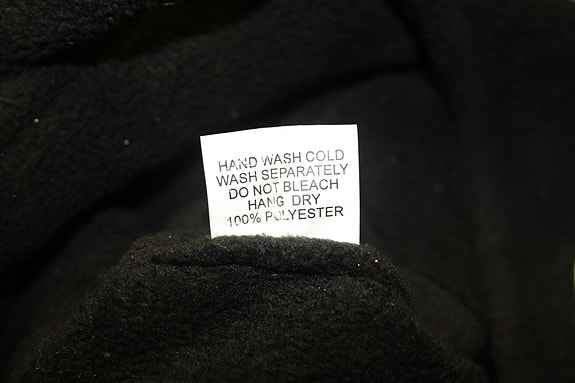 HAND WASH COLD
WASH SEPARATELY
DO NOT BLEACH
HANG DRY
100% POLYESTER